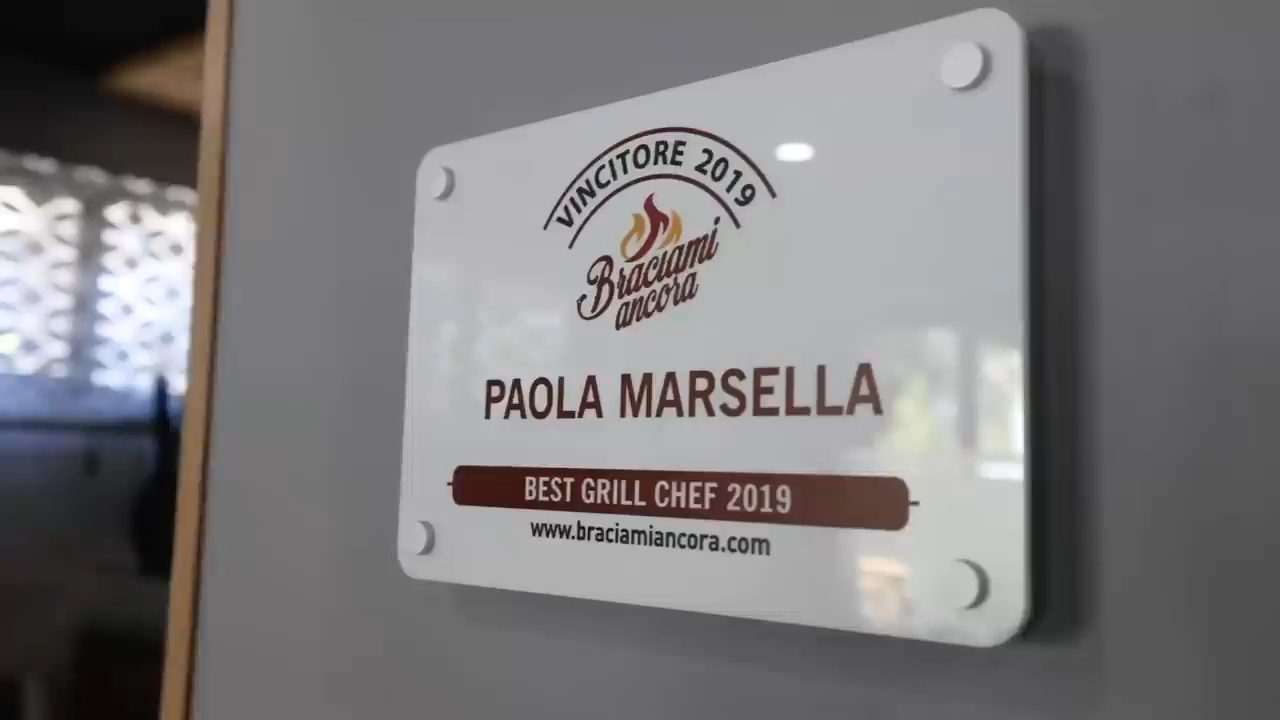 VINCITORE 2019
Braciami
ancora
PAOLA MARSELLA
BEST GRILL CHEF 2019
www.braciamiancora.com